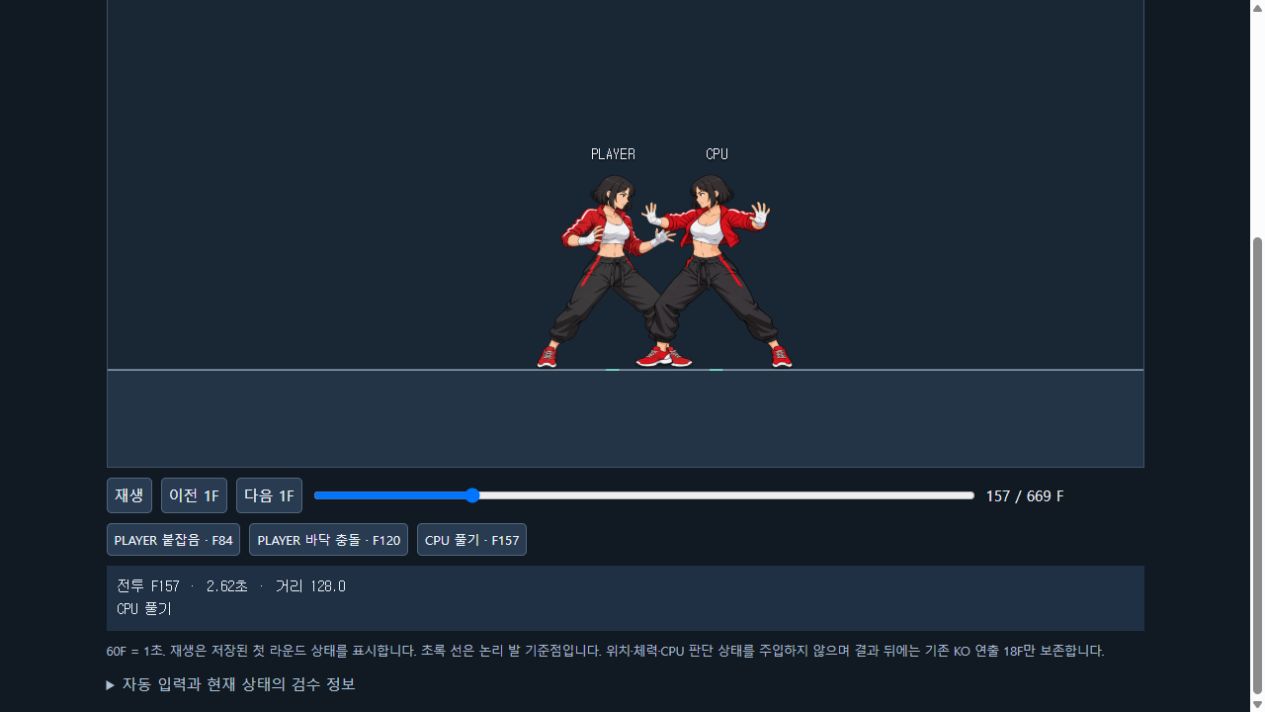 PLAYER CPU
재생 이전 1F 다음 1F 157 / 669 F
PLAYER 붙잡음 · F84 PLAYER 바닥 충돌 · F120 CPU 풀기 · F157
전투 F157 · 2.62초 · 거리 128.0
CPU 풀기
60F = 1초. 재생은 저장된 첫 라운드 상태를 표시합니다. 초록 선은 논리 발 기준점입니다. 위치·체력·CPU 판단 상태를 주입하지 않으며 결과 뒤에는 기존 KO 연출 18F만 보존합니다.
▶ 자동 입력과 현재 상태의 검수 정보